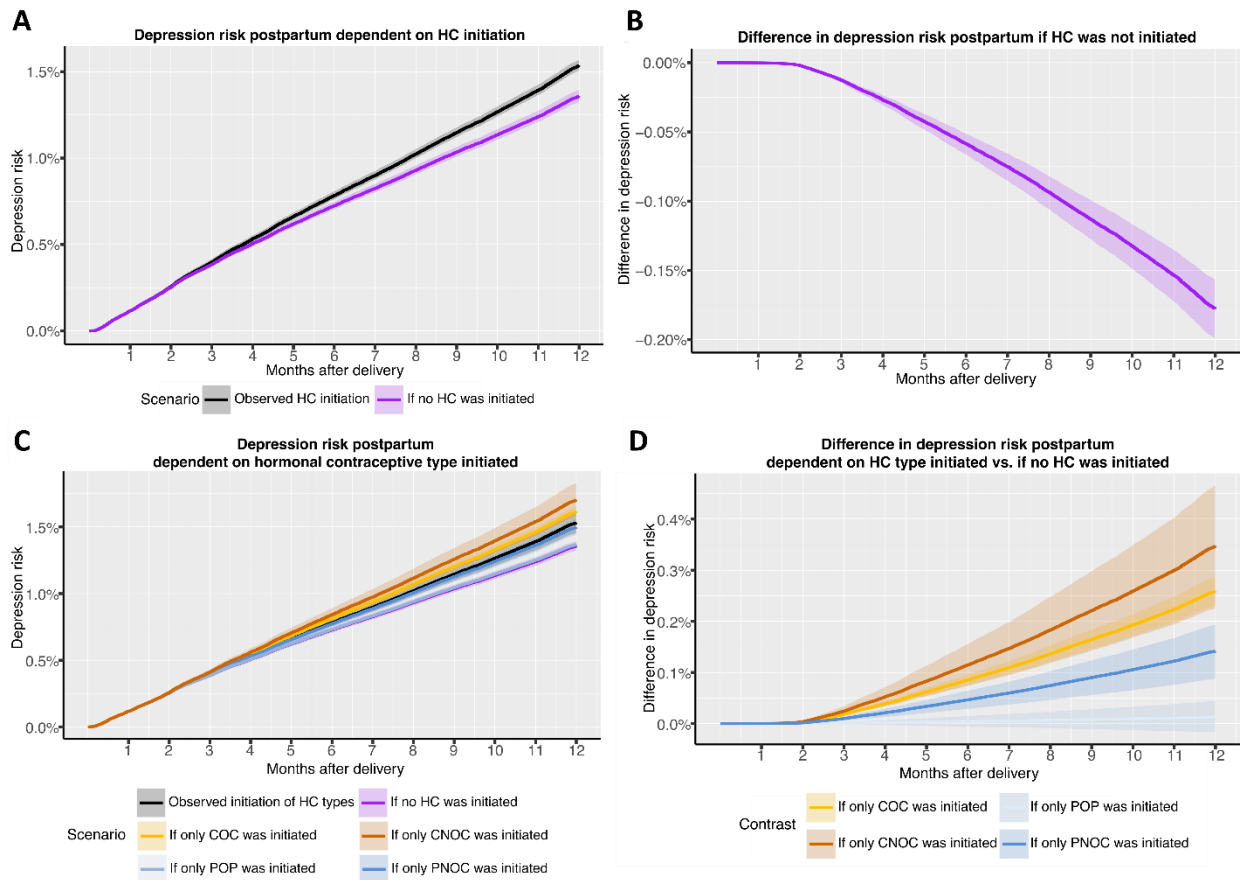 A
Depression risk postpartum dependent on HC initiation
Depression risk
1.5%
1.0%
0.5%
0.0%
1 2 3 4 5 6 7 8 9 10 11 12
Months after delivery
Scenario Observed HC initiation If no HC was initiated
B
Difference in depression risk postpartum if HC was not initiated
Difference in depression risk
0.00%
−0.05%
−0.10%
−0.15%
−0.20%
1 2 3 4 5 6 7 8 9 10 11 12
Months after delivery
C
Depression risk postpartum
dependent on hormonal contraceptive type initiated
Depression risk
1.5%
1.0%
0.5%
0.0%
1 2 3 4 5 6 7 8 9 10 11 12
Months after delivery
Scenario
Observed initiation of HC types If no HC was initiated
If only COC was initiated If only CNOC was initiated
If only POP was initiated If only PNOC was initiated
D
Difference in depression risk postpartum
dependent on HC type initiated vs. if no HC was initiated
Difference in depression risk
0.4%
0.3%
0.2%
0.1%
0.0%
1 2 3 4 5 6 7 8 9 10 11 12
Months after delivery
Contrast
If only COC was initiated If only POP was initiated
If only CNOC was initiated If only PNOC was initiated